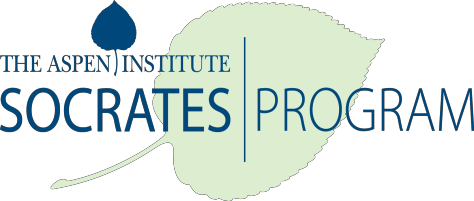 THE ASPEN INSTITUTE
SOCRATES PROGRAM